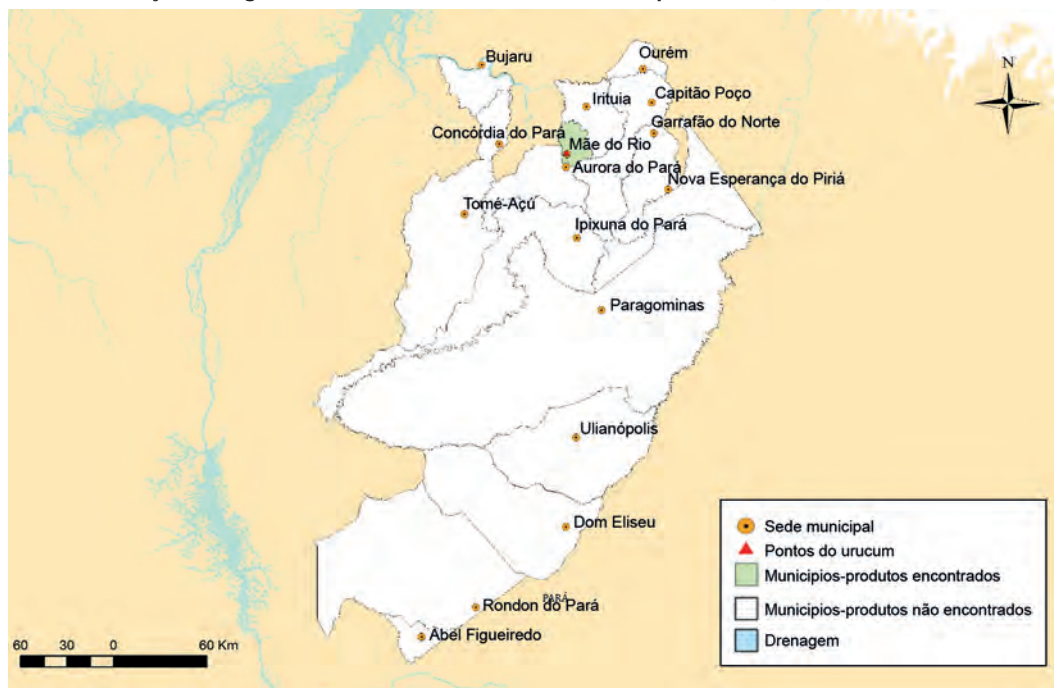 Bujaru
Ourém
N
Irituia
Capitão Poço
Garrafão do Norte
Concórdia do Pará
Mãe do Rio
Aurora do Pará
Nova Esperança do Piriá
Tomé-Açú
Ipixuna do Pará
Paragominas
Ulianópolis
Dom Eliseu
PARÁ
Rondon do Pará
Abel Figueiredo
Sede municipal
Pontos do urucum
Municipios-produtos encontrados
Municipios-produtos não encontrados
Drenagem
60 30 0 60 Km